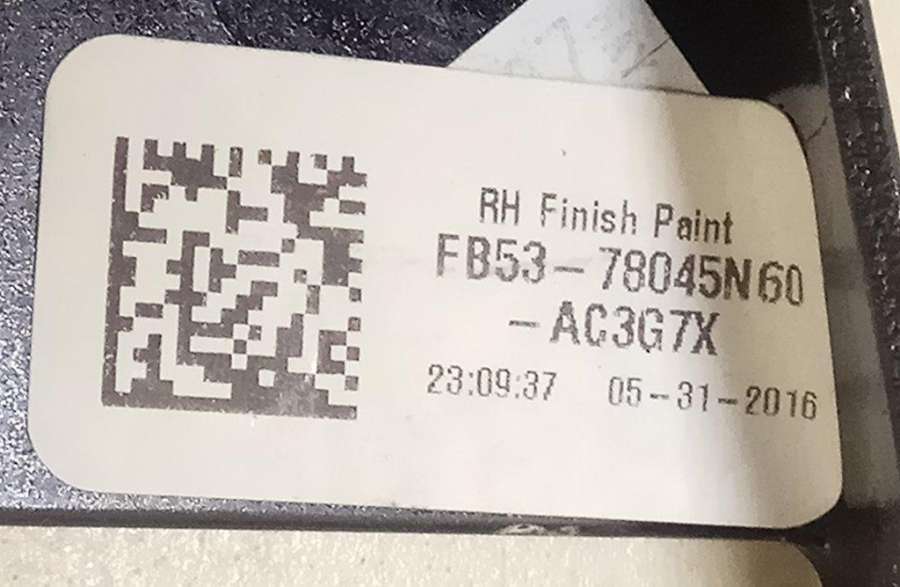 RH Finish Paint
FB53-78045N60
-AC3G7X
23:09:37 05-31-2016